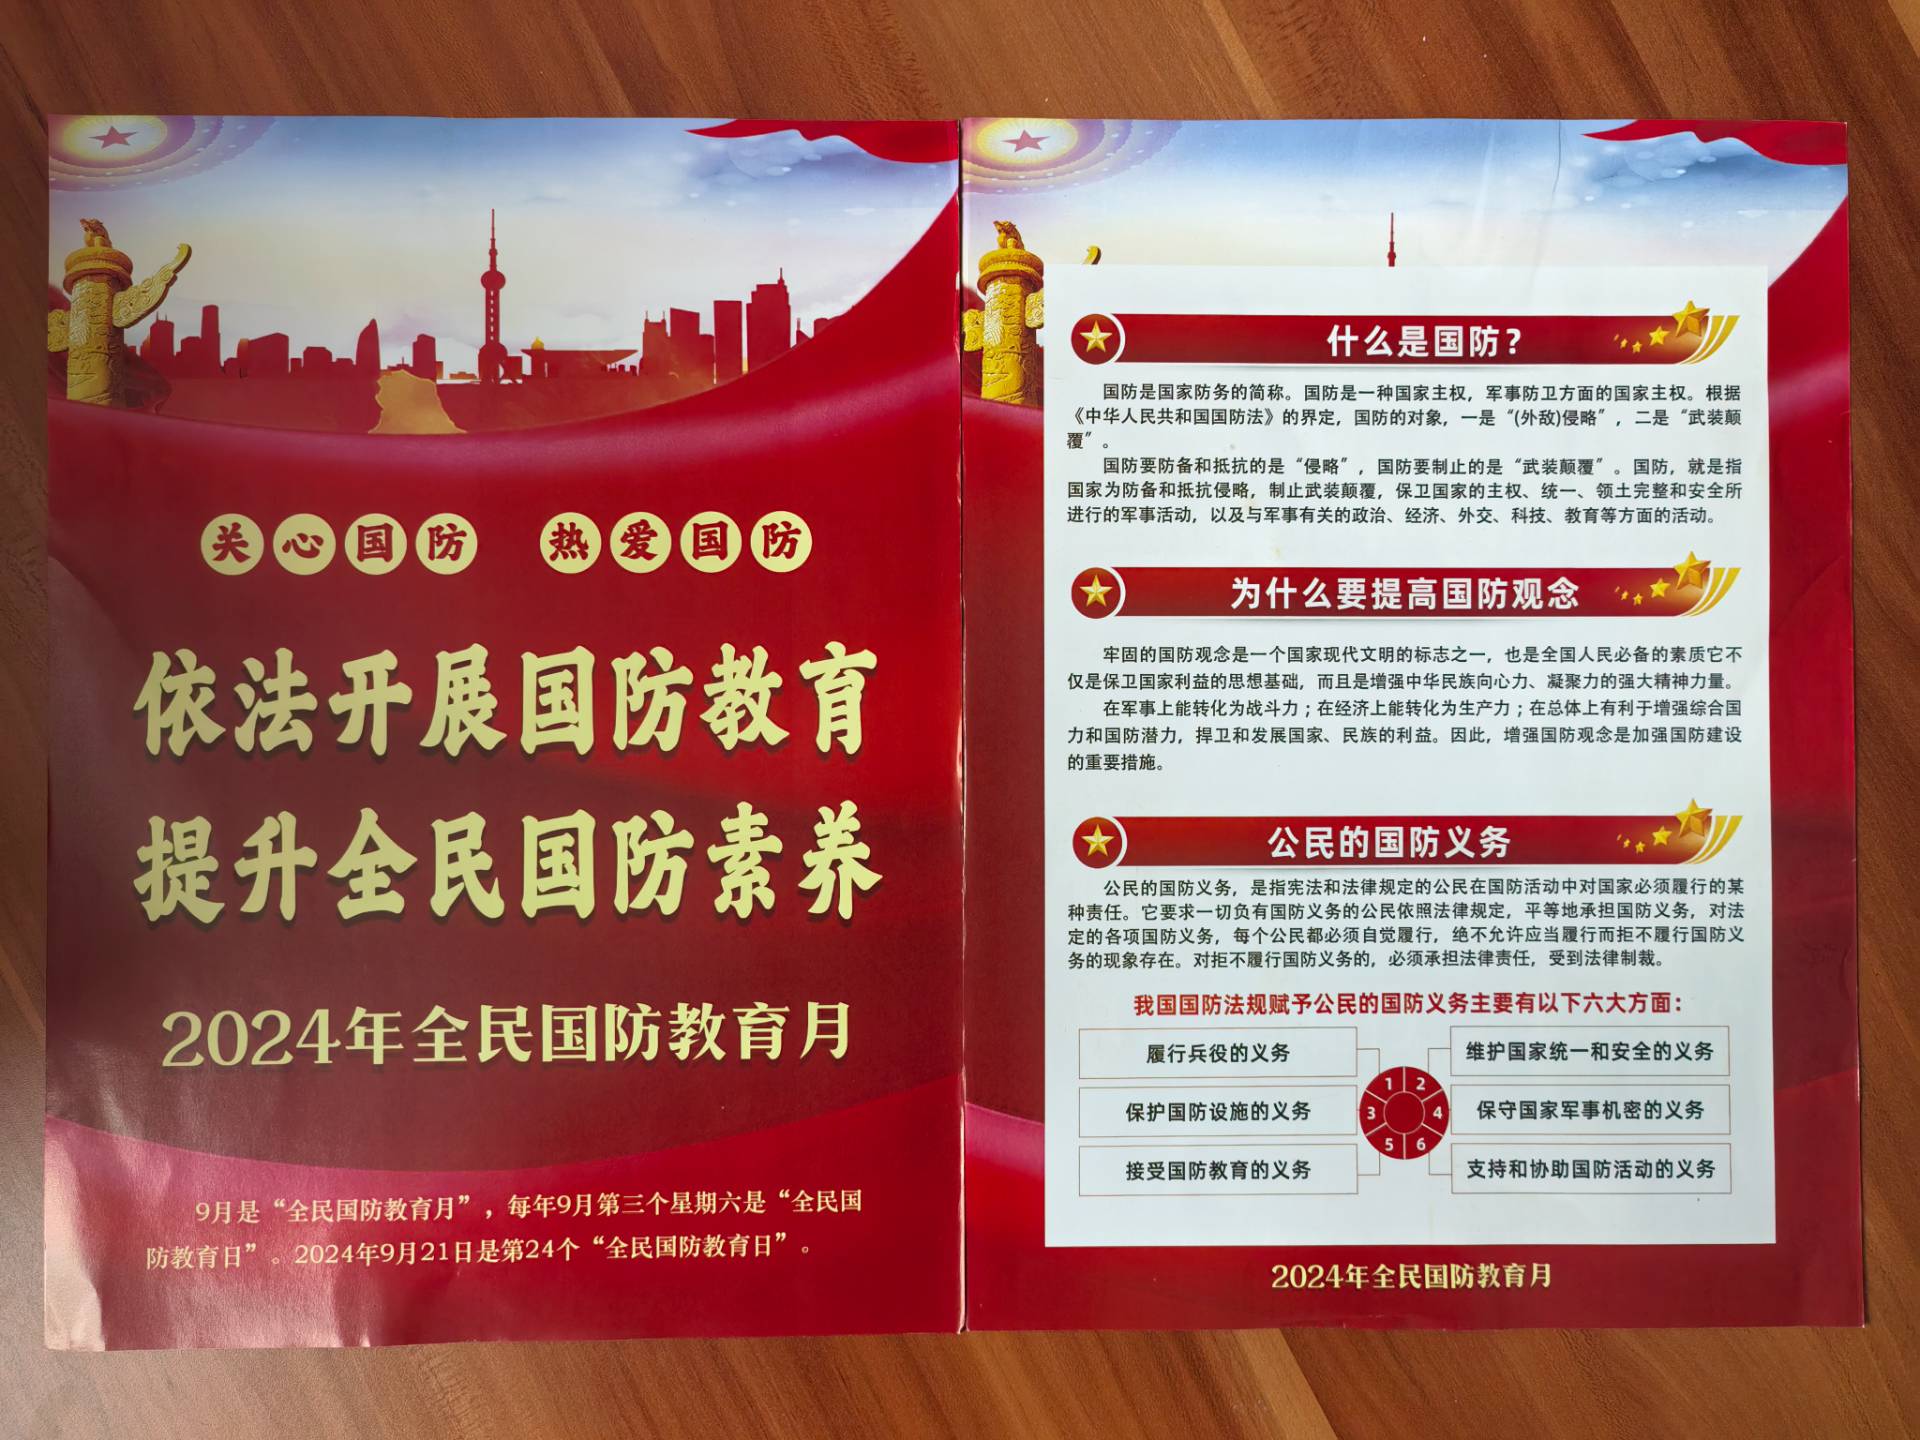 关心国防 热爱国防
依法开展国防教育
提升全民国防素养
2024年全民国防教育月
9月是“全民国防教育月”，每年9月第三个星期六是“全民国
防教育日”。2024年9月21日是第24个“全民国防教育日”。
什么是国防？
国防是国家防务的简称。国防是一种国家主权，军事防卫方面的国家主权。根据
《中华人民共和国国防法》的界定，国防的对象，一是“(外敌)侵略”，二是“武装颠
覆”。
国防要防备和抵抗的是“侵略”，国防要制止的是“武装颠覆”。国防，就是指
国家为防备和抵抗侵略，制止武装颠覆，保卫国家的主权、统一、领土完整和安全所
进行的军事活动，以及与军事有关的政治、经济、外交、科技、教育等方面的活动。
为什么要提高国防观念
牢固的国防观念是一个国家现代文明的标志之一，也是全国人民必备的素质它不
仅是保卫国家利益的思想基础，而且是增强中华民族向心力、凝聚力的强大精神力量。
在军事上能转化为战斗力；在经济上能转化为生产力；在总体上有利于增强综合国
力和国防潜力，捍卫和发展国家、民族的利益。因此，增强国防观念是加强国防建设
的重要措施。
公民的国防义务
公民的国防义务，是指宪法和法律规定的公民在国防活动中对国家必须履行的某
种责任。它要求一切负有国防义务的公民依照法律规定，平等地承担国防义务，对法
定的各项国防义务，每个公民都必须自觉履行，绝不允许应当履行而拒不履行国防义
务的现象存在。对拒不履行国防义务的，必须承担法律责任，受到法律制裁。
我国国防法规赋予公民的国防义务主要有以下六大方面：
履行兵役的义务 1 2 维护国家统一和安全的义务
保护国防设施的义务 3 4 保守国家军事机密的义务
接受国防教育的义务 5 6 支持和协助国防活动的义务
2024年全民国防教育月